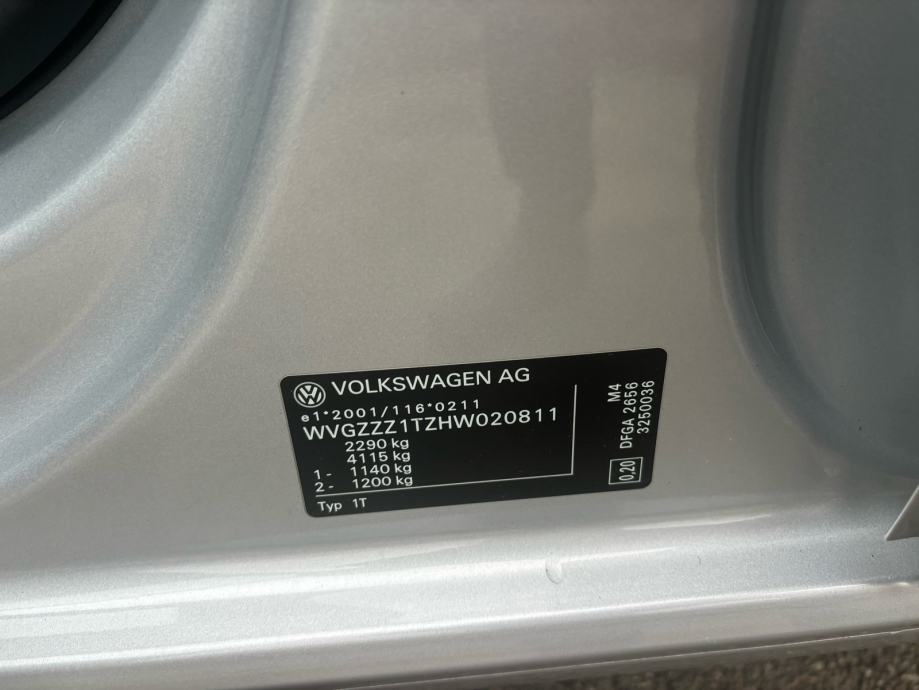 VOLKSWAGEN AG
e1*2001/116*0211
WVGZZZ1TZHW020811
2290 kg
4115 kg
1- 1140 kg
2- 1200 kg
Typ 1T
M4
DFGA 2656
3250036
0,20